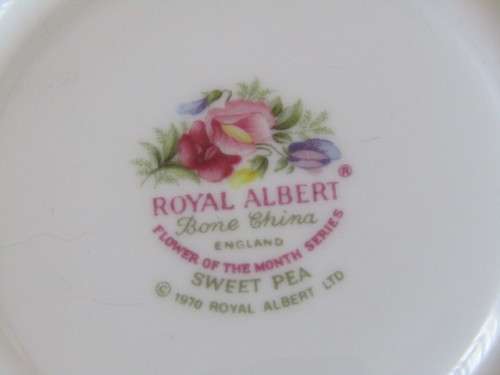 ROYAL ALBERT®
Bone China
ENGLAND
FLOWER OF THE MONTH SERIES
SWEET PEA
© 1970 ROYAL ALBERT LTD